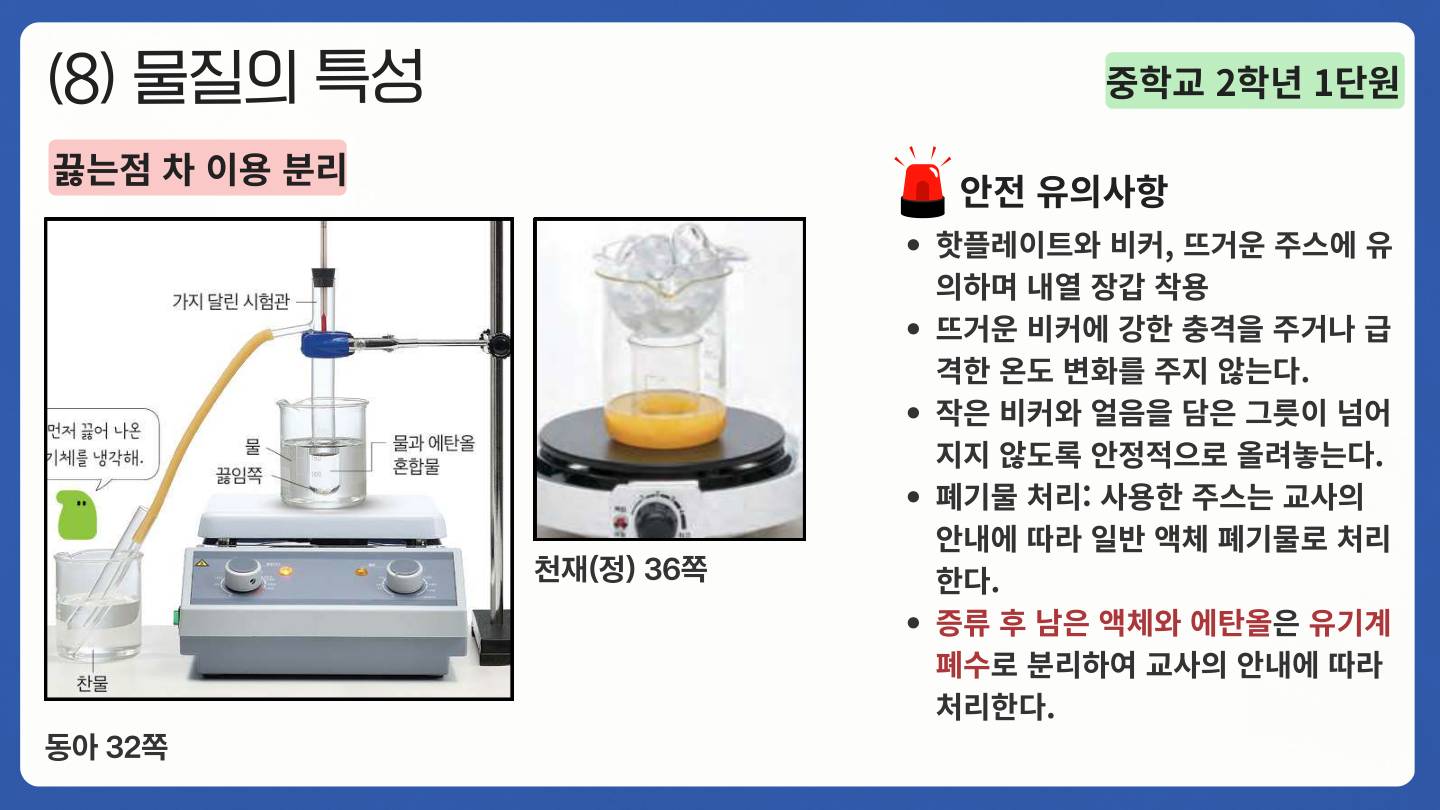 (8) 물질의 특성
중학교 2학년 1단원
끓는점 차 이용 분리
가지 달린 시험관
먼저 끓어 나온
기체를 냉각해.
물
끓임쪽
물과 에탄올
혼합물
찬물
동아 32쪽
천재(정) 36쪽
안전 유의사항
• 핫플레이트와 비커, 뜨거운 주스에 유
의하며 내열 장갑 착용
• 뜨거운 비커에 강한 충격을 주거나 급
격한 온도 변화를 주지 않는다.
• 작은 비커와 얼음을 담은 그릇이 넘어
지지 않도록 안정적으로 올려놓는다.
• 폐기물 처리: 사용한 주스는 교사의
안내에 따라 일반 액체 폐기물로 처리
한다.
• 증류 후 남은 액체와 에탄올은 유기계
폐수로 분리하여 교사의 안내에 따라
처리한다.